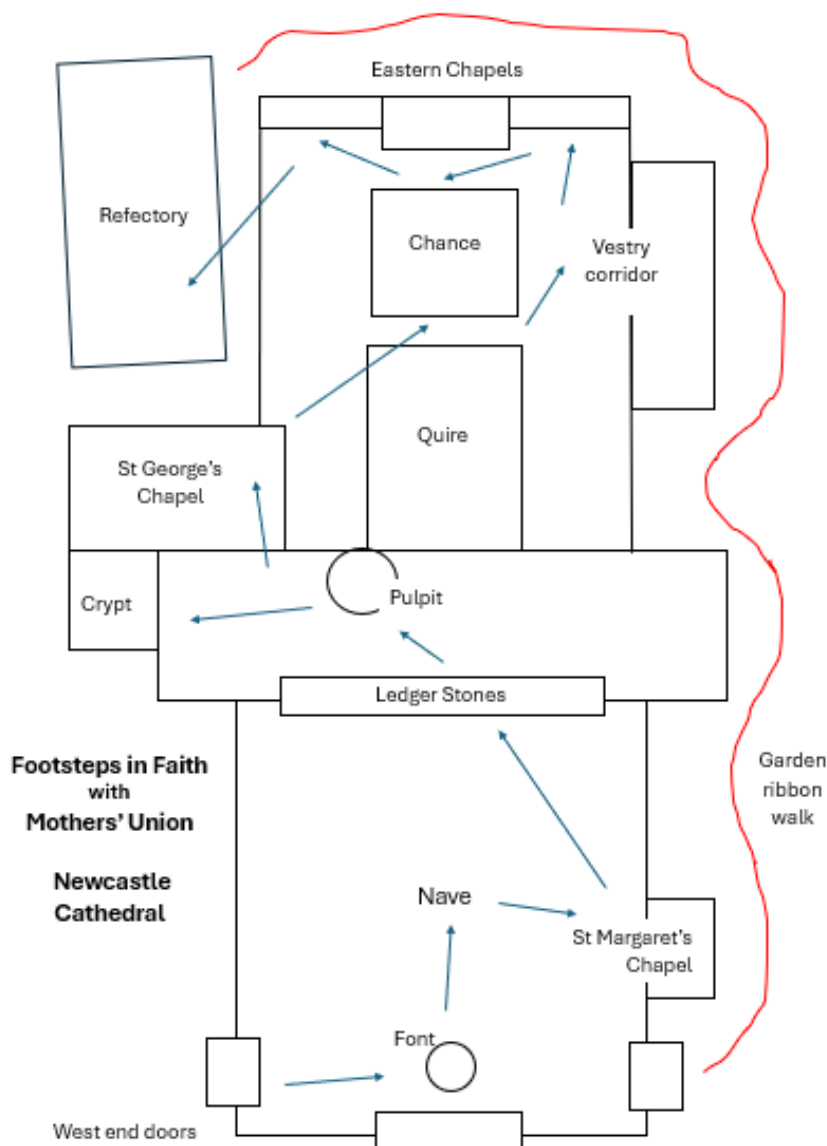 Eastern Chapels
Refectory
Chance
Vestry
corridor
Quire
St George's
Chapel
Crypt
Pulpit
Ledger Stones
Footsteps in Faith
with
Mothers' Union
Newcastle
Cathedral
Garden
ribbon
walk
Nave
St Margaret's
Chapel
Font
West end doors